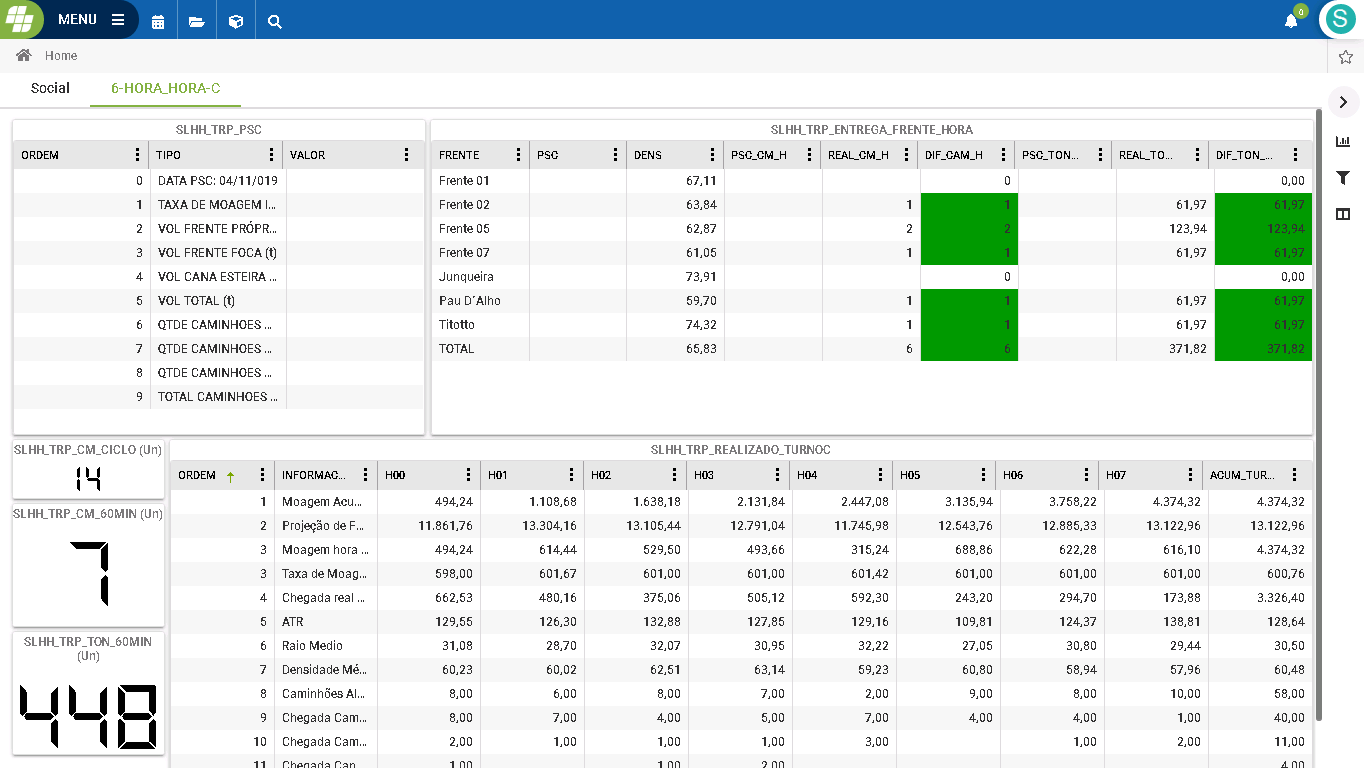 MENU
0
S
Home
Social 6-HORA_HORA-C
SLHH_TRP_PSC
ORDEM TIPO VALOR
0 DATA PSC: 04/11/019
1 TAXA DE MOAGEM I...
2 VOL FRENTE PRÓPR...
3 VOL FRENTE FOCA (t)
4 VOL CANA ESTEIRA ...
5 VOL TOTAL (t)
6 QTDE CAMINHOES ...
7 QTDE CAMINHOES ...
8 QTDE CAMINHOES ...
9 TOTAL CAMINHOES ...
SLHH_TRP_ENTREGA_FRENTE_HORA
FRENTE PSC DENS PSC_CM_H REAL_CM_H DIF_CAM_H PSC_TON... REAL_TO... DIF_TON_...
Frente 01 67,11 0 0,00
Frente 02 63,84 1 1 61,97 61,97
Frente 05 62,87 2 2 123,94 123,94
Frente 07 61,05 1 1 61,97 61,97
Junqueira 73,91 0 0,00
Pau D´Alho 59,70 1 1 61,97 61,97
Titotto 74,32 1 1 61,97 61,97
TOTAL 65,83 6 6 371,82 371,82
SLHH_TRP_CM_CICLO (Un)
14
SLHH_TRP_CM_60MIN (Un)
7
SLHH_TRP_TON_60MIN
(Un)
448
SLHH_TRP_REALIZADO_TURNOC
ORDEM INFORMAC... H00 H01 H02 H03 H04 H05 H06 H07 ACUM_TUR...
1 Moagem Acu... 494,24 1.108,68 1.638,18 2.131,84 2.447,08 3.135,94 3.758,22 4.374,32 4.374,32
2 Projeção de F... 11.861,76 13.304,16 13.105,44 12.791,04 11.745,98 12.543,76 12.885,33 13.122,96 13.122,96
3 Moagem hora ... 494,24 614,44 529,50 493,66 315,24 688,86 622,28 616,10 4.374,32
3 Taxa de Moag... 598,00 601,67 601,00 601,00 601,42 601,00 601,00 601,00 600,76
4 Chegada real ... 662,53 480,16 375,06 505,12 592,30 243,20 294,70 173,88 3.326,40
5 ATR 129,55 126,30 132,88 127,85 129,16 109,81 124,37 138,81 128,64
6 Raio Medio 31,08 28,70 32,07 30,95 32,22 27,05 30,80 29,44 30,50
7 Densidade Mé... 60,23 60,02 62,51 63,14 59,23 60,80 58,94 57,96 60,48
8 Caminhões Al... 8,00 6,00 8,00 7,00 2,00 9,00 8,00 10,00 58,00
9 Chegada Cam... 8,00 7,00 4,00 5,00 7,00 4,00 4,00 1,00 40,00
10 Chegada Cam... 2,00 1,00 1,00 1,00 3,00 1,00 2,00 11,00
11 Chegada Can... 1,00 1,00 2,00 4,00